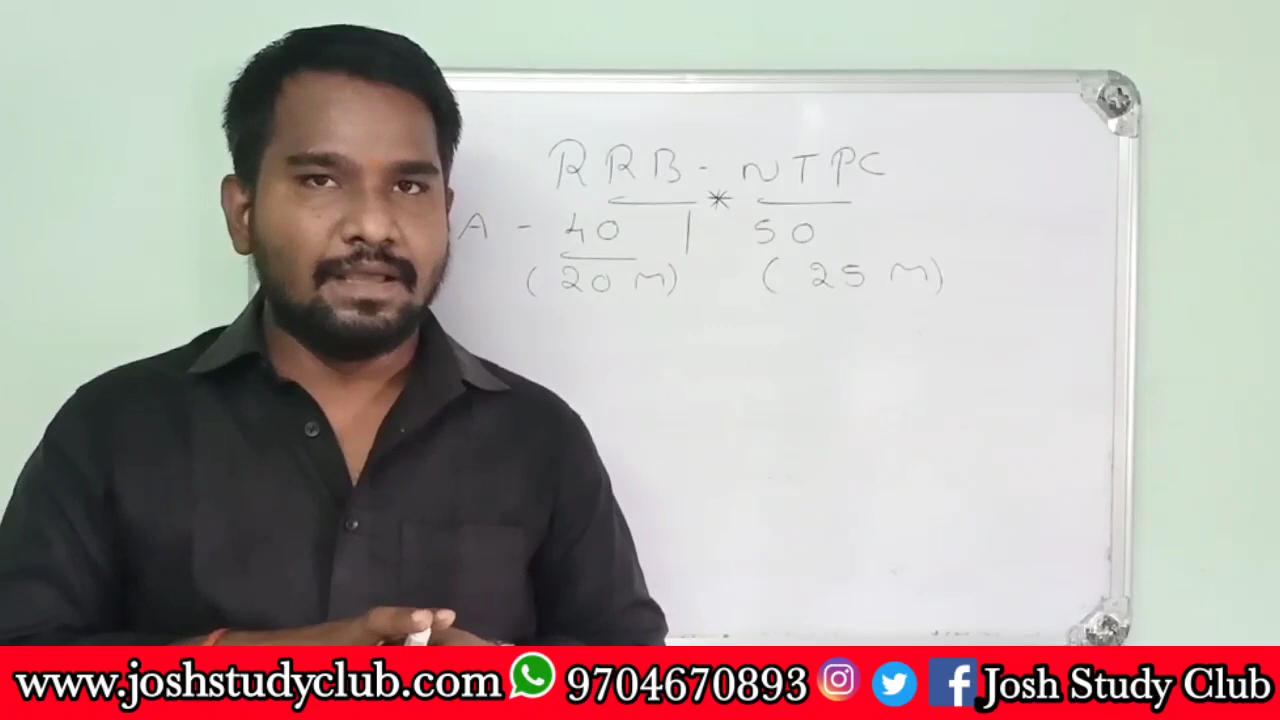 RRB - NTPC
*
A - 40 | 50
(20 M) (25 M)
www.joshstudyclub.com 9704670893 Josh Study Club